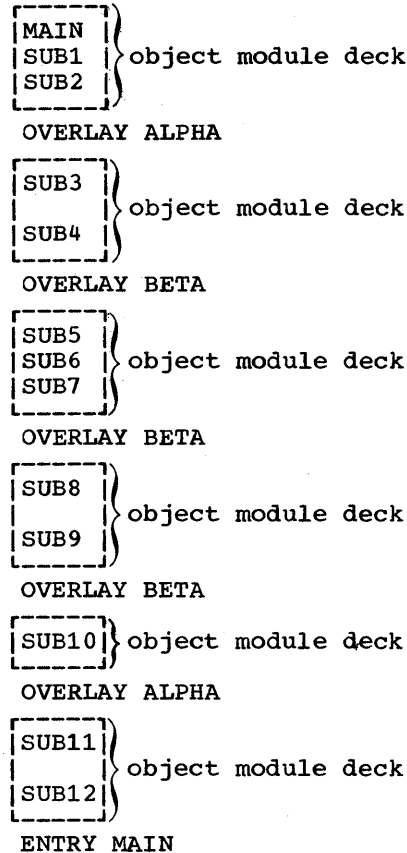 MAIN
SUB1 object module deck
SUB2
OVERLAY ALPHA
SUB3
object module deck
SUB4
OVERLAY BETA
SUB5
SUB6 object module deck
SUB7
OVERLAY BETA
SUB8
object module deck
SUB9
OVERLAY BETA
SUB10 object module deck
OVERLAY ALPHA
SUB11
object module deck
SUB12
ENTRY MAIN